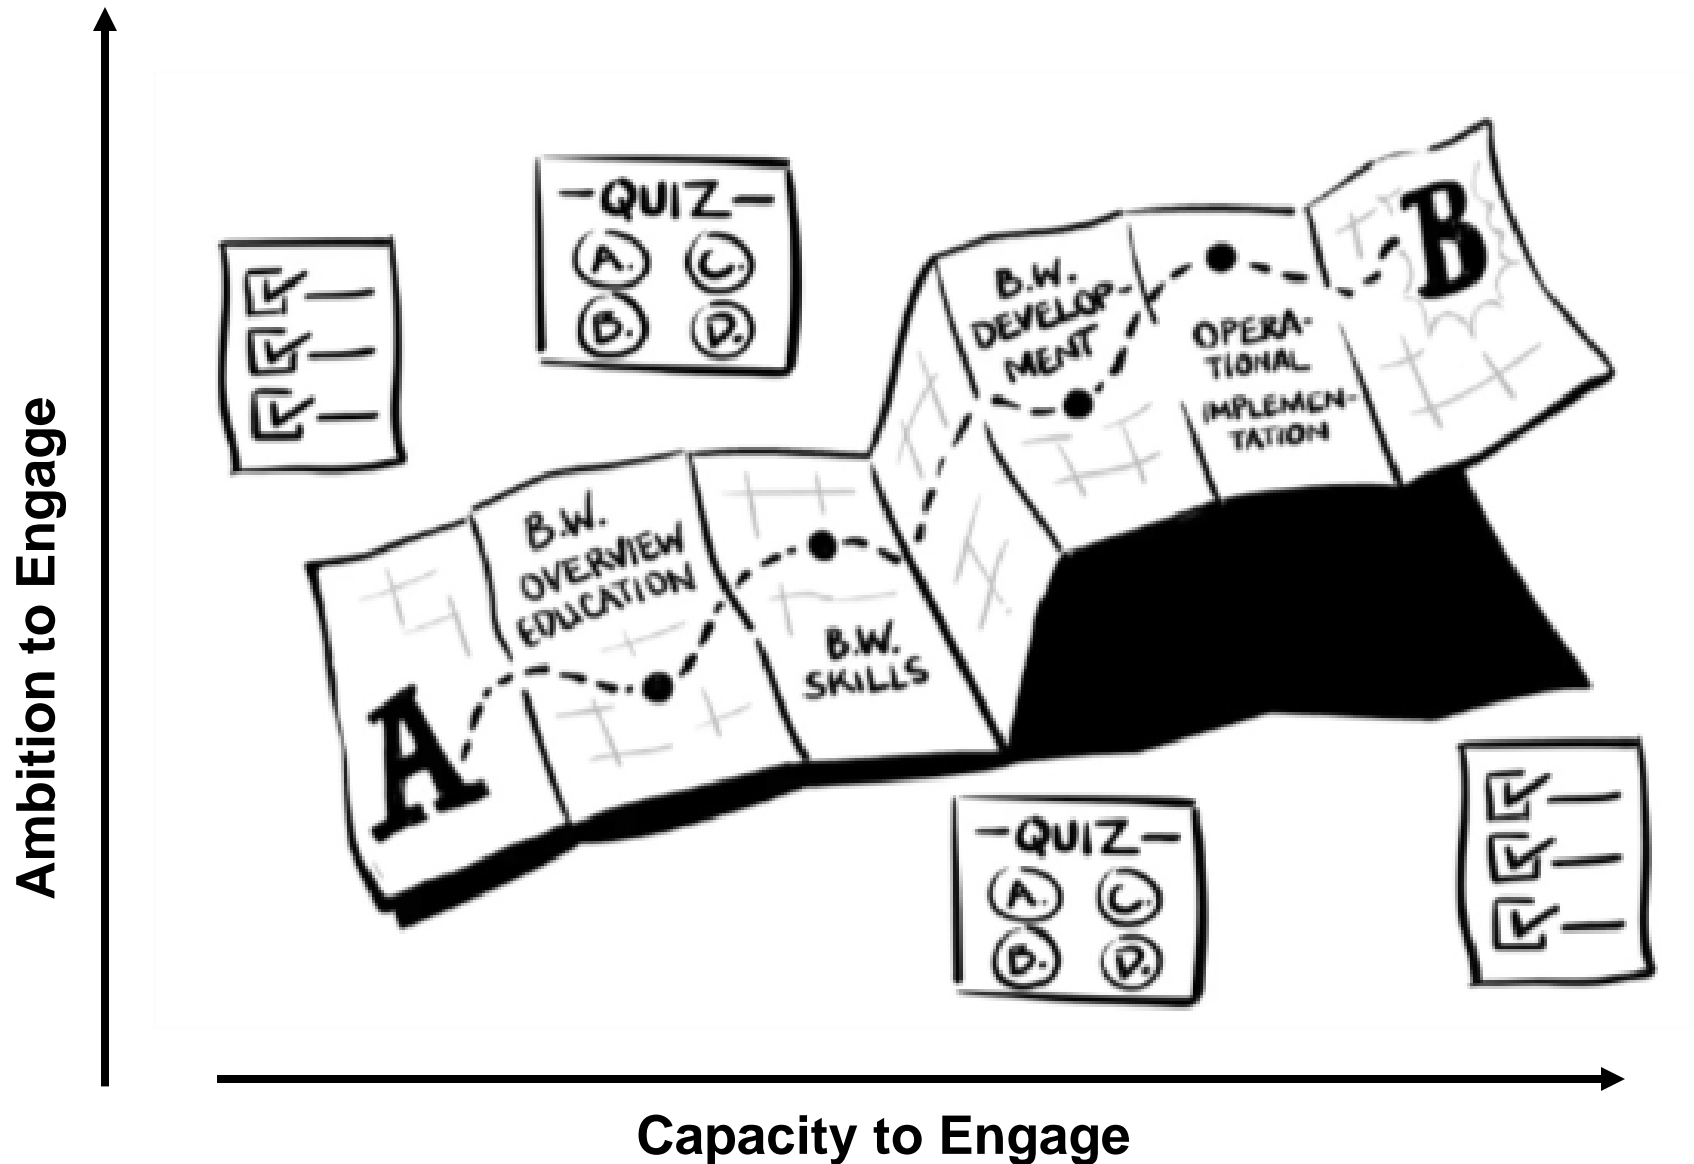 Ambition to Engage
-QUIZ-
A. C.
B. D.
B.W.
DEVELOP-
MENT
OPERA-
TIONAL
IMPLEMEN-
TATION
B
B.W.
OVERVIEW
EDUCATION
B.W.
SKILLS
A
-QUIZ-
A. C.
B. D.
Capacity to Engage